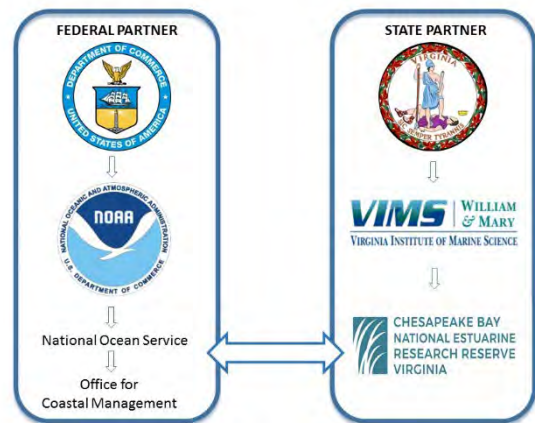 FEDERAL PARTNER
DEPARTMENT OF COMMERCE
UNITED STATES OF AMERICA
NATIONAL OCEANIC AND ATMOSPHERIC ADMINISTRATION
NOAA
U.S. DEPARTMENT OF COMMERCE
National Ocean Service
Office for
Coastal Management
STATE PARTNER
VIRGINIA
SIC SEMPER TYRANNIS
VIMS | WILLIAM
& MARY
VIRGINIA INSTITUTE OF MARINE SCIENCE
CHESAPEAKE BAY
NATIONAL ESTUARINE
RESEARCH RESERVE
VIRGINIA